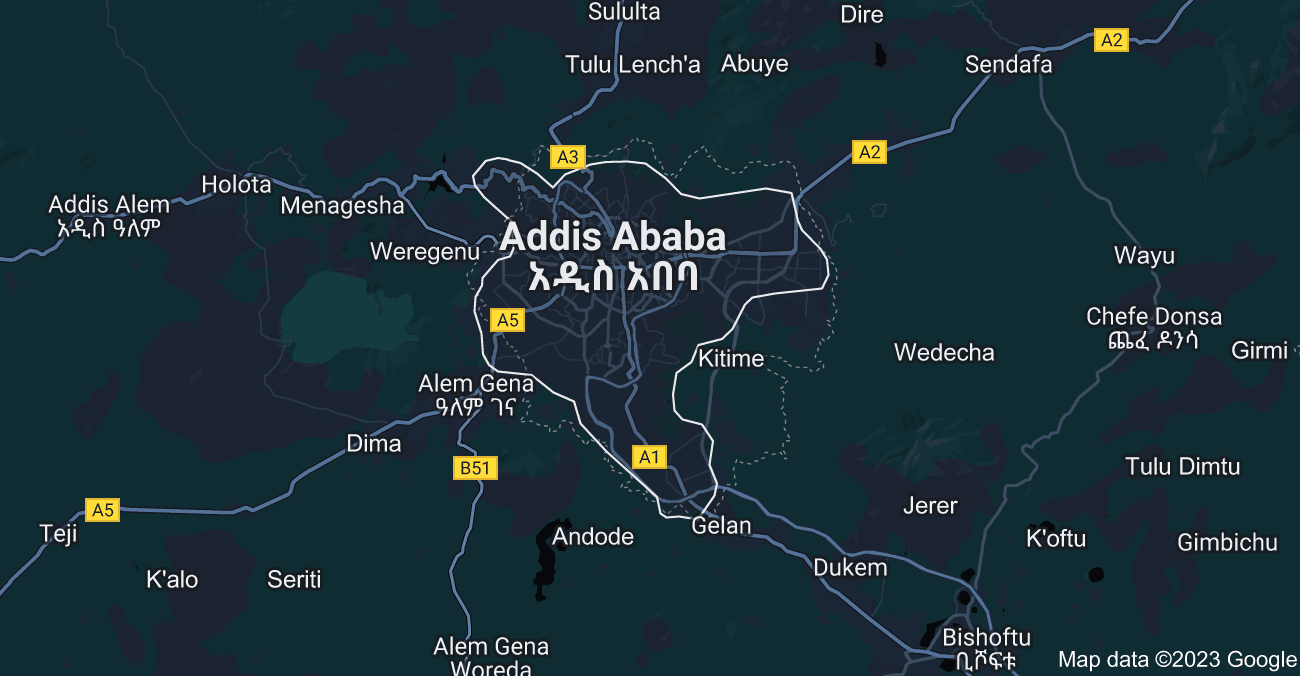 Sululta
Dire
A2
Tulu Lench'a
Abuye
Sendafa
A3
A2
Holota
Addis Alem
አዲስ ዓለም
Menagesha
Weregenu
Addis Ababa
አዲስ አበባ
Wayu
A5
Chefe Donsa
ጨፈ ዶንሳ
Girmi
Kitime
Wedecha
Alem Gena
ዓለም ገና
Dima
A1
B51
Tulu Dimtu
A5
Jerer
Teji
Andode
Gelan
K'oftu
Gimbichu
K'alo
Seriti
Dukem
Alem Gena
Woreda
Bishoftu
ቢሾፍቱ
Map data ©2023 Google